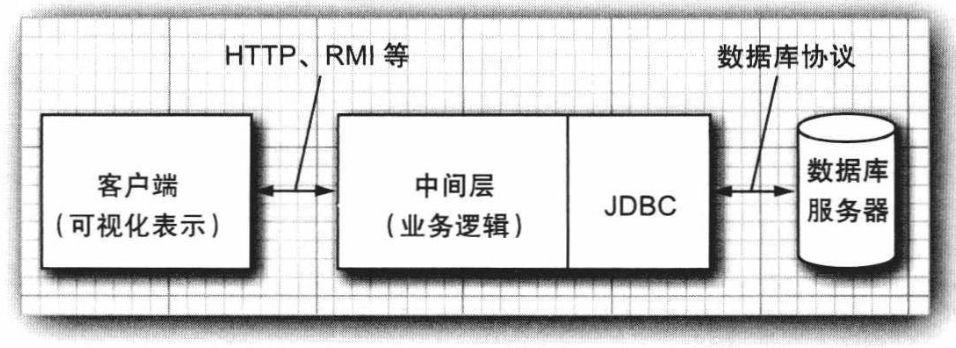 HTTP、RMI 等
数据库协议
客户端
（可视化表示）
中间层
（业务逻辑）
JDBC
数据库
服务器